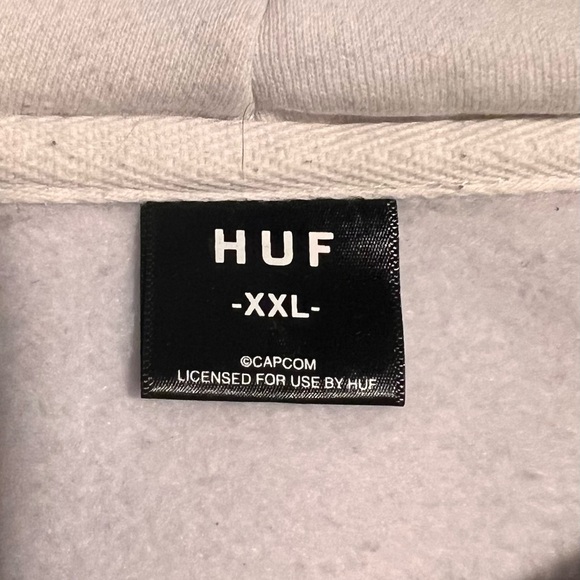 HUF
-XXL-
©CAPCOM
LICENSED FOR USE BY HUF